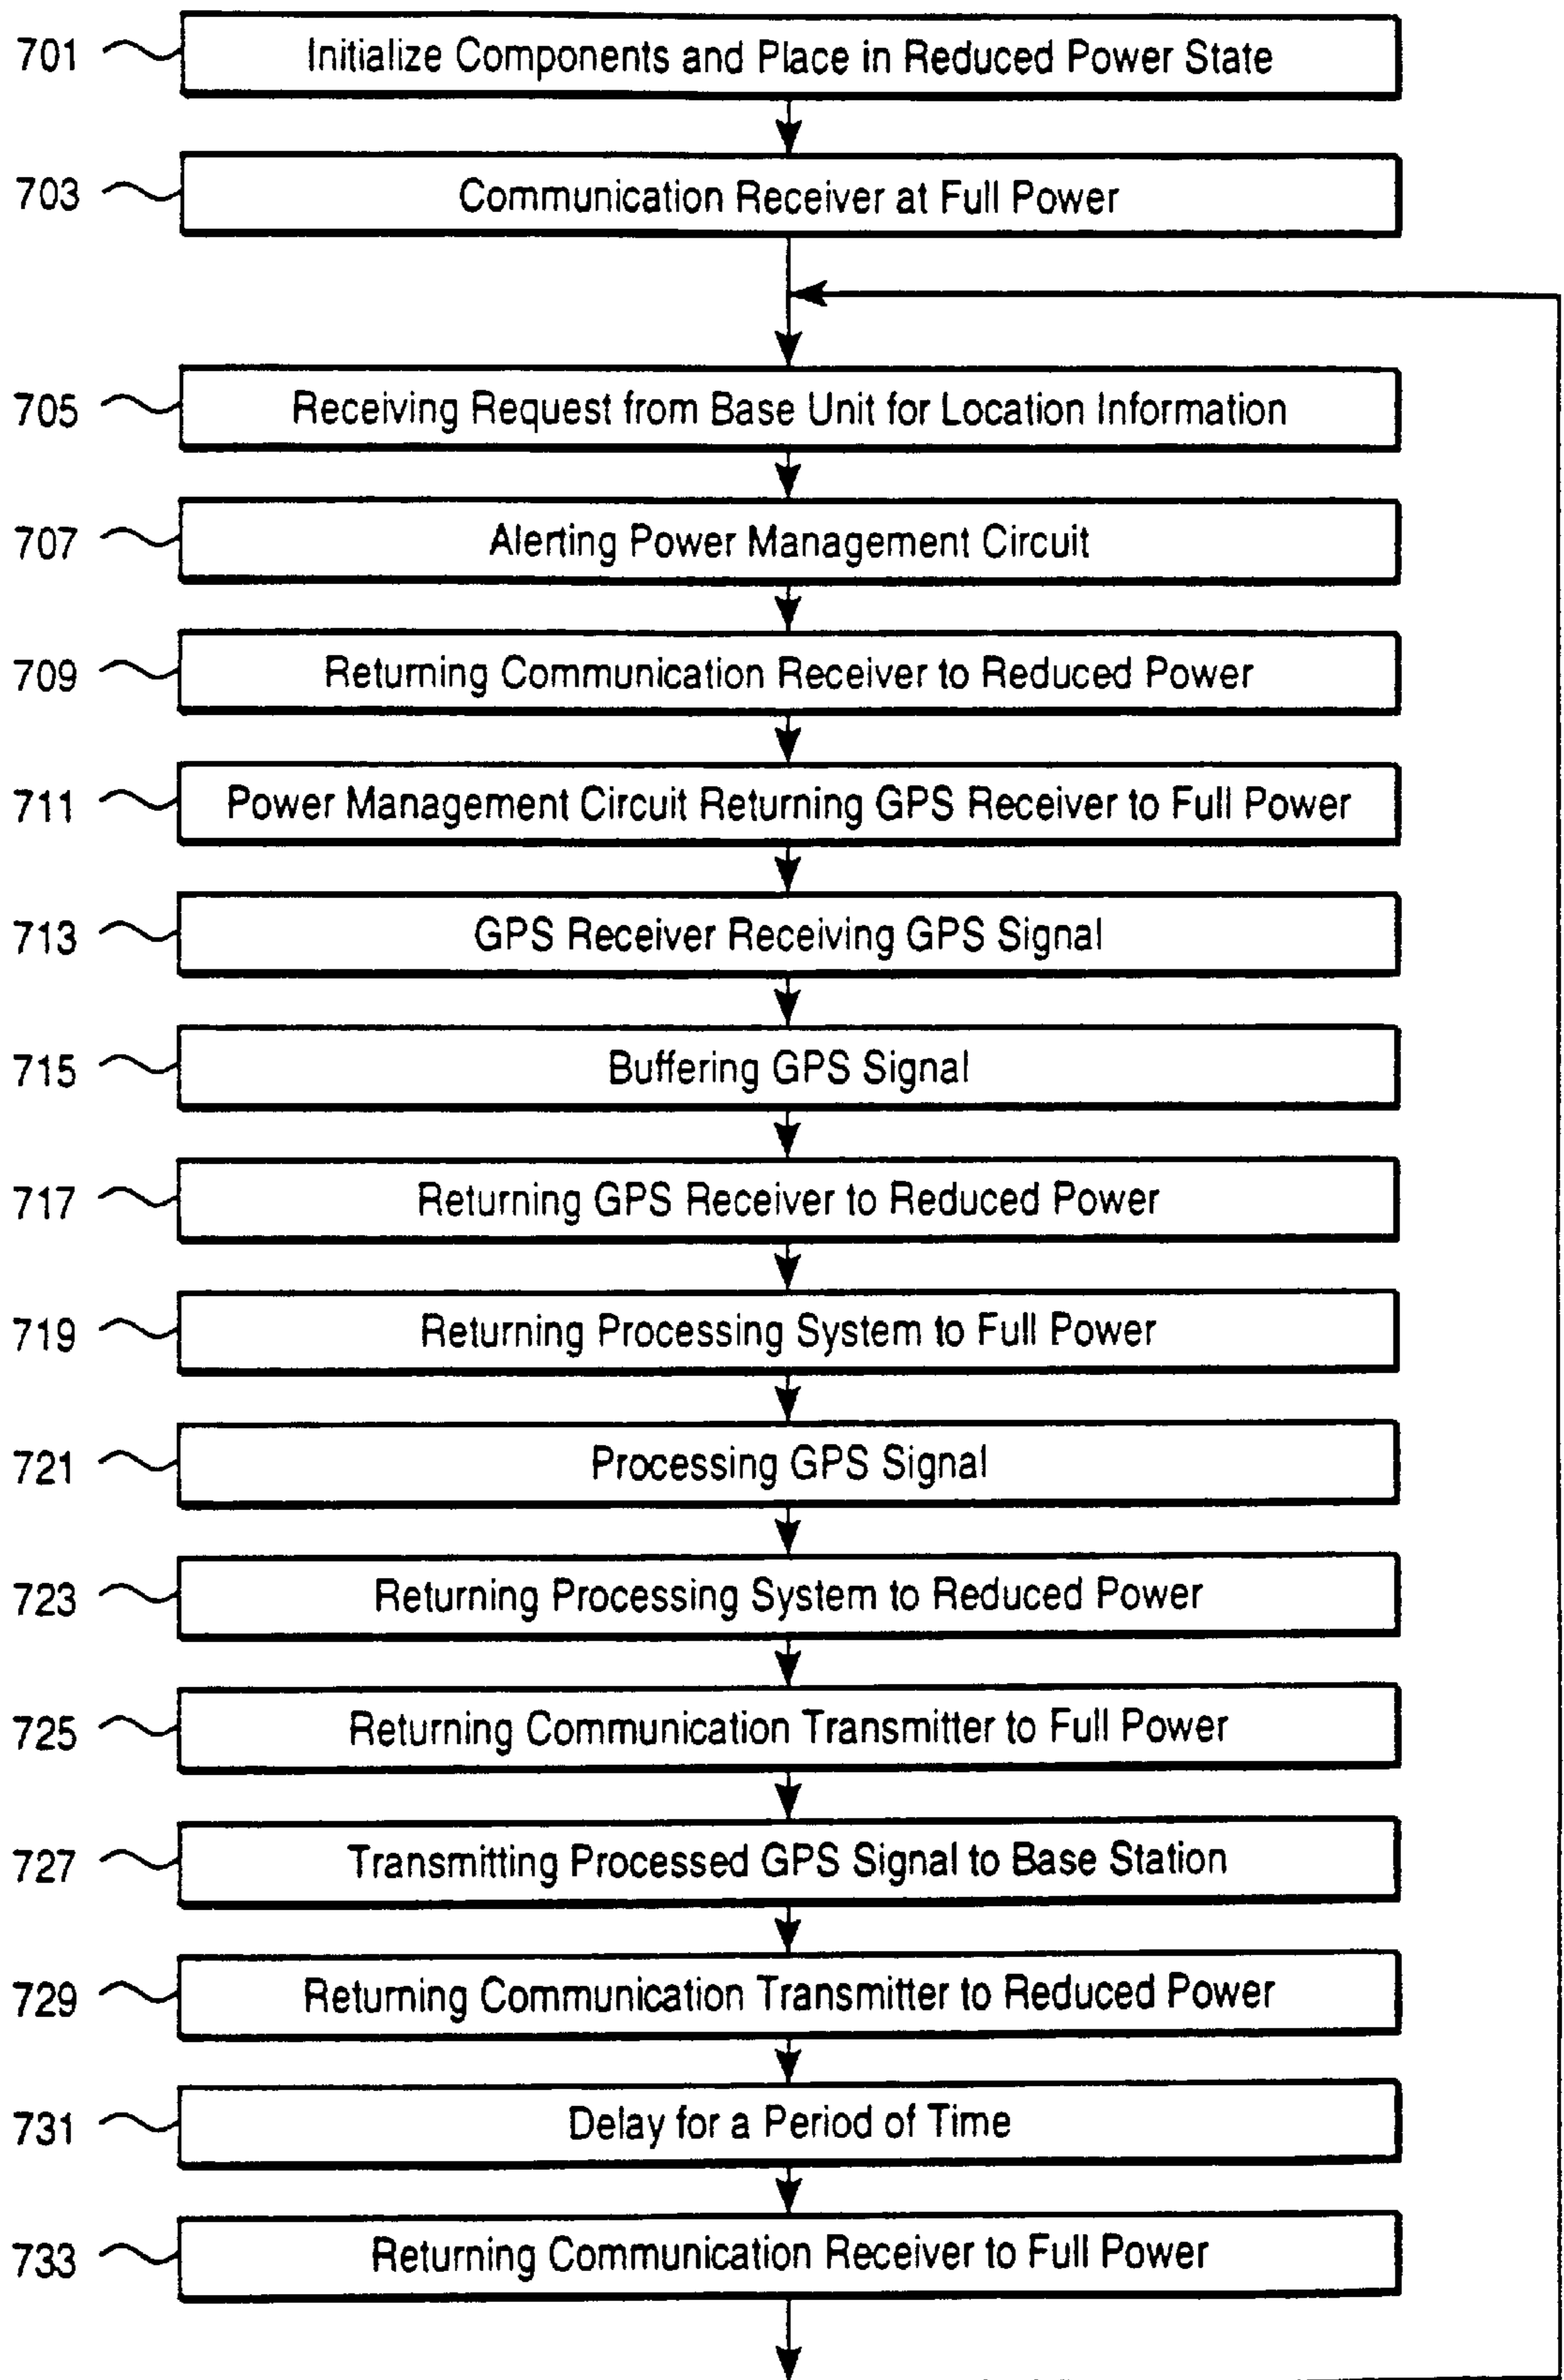 701 Initialize Components and Place in Reduced Power State
703 Communication Receiver at Full Power
705 Receiving Request from Base Unit for Location Information
707 Alerting Power Management Circuit
709 Returning Communication Receiver to Reduced Power
711 Power Management Circuit Returning GPS Receiver to Full Power
713 GPS Receiver Receiving GPS Signal
715 Buffering GPS Signal
717 Returning GPS Receiver to Reduced Power
719 Returning Processing System to Full Power
721 Processing GPS Signal
723 Returning Processing System to Reduced Power
725 Returning Communication Transmitter to Full Power
727 Transmitting Processed GPS Signal to Base Station
729 Returning Communication Transmitter to Reduced Power
731 Delay for a Period of Time
733 Returning Communication Receiver to Full Power